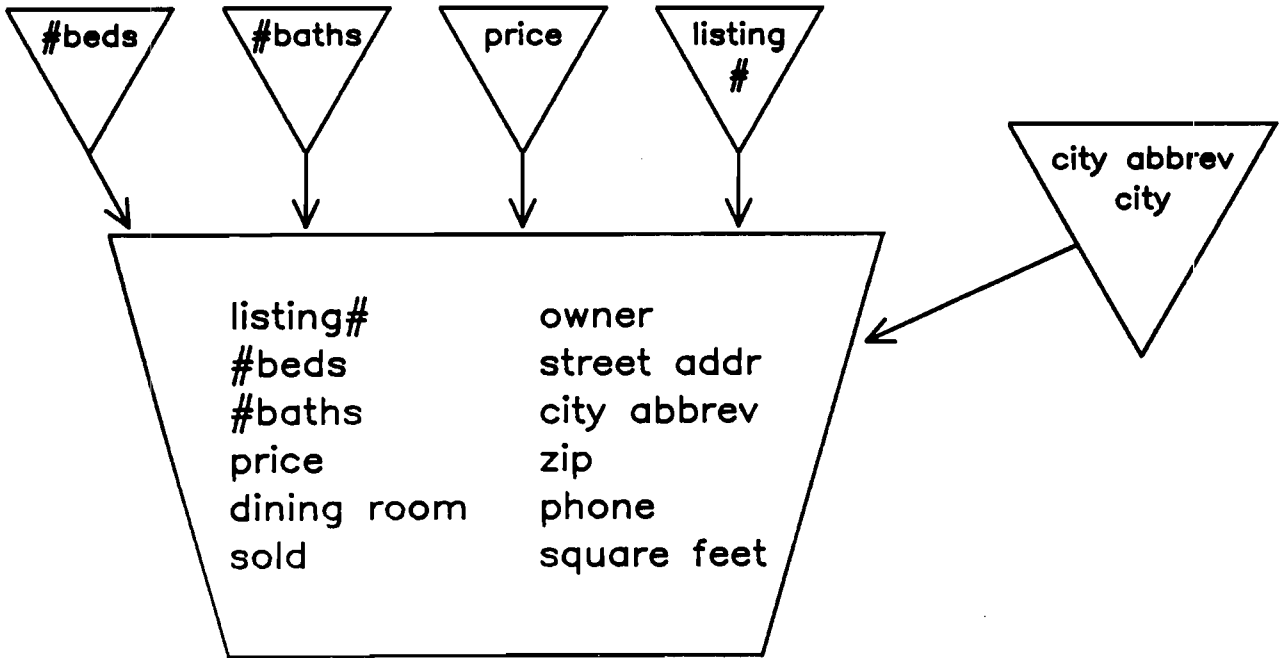 #beds
#baths
price
listing
#
city abbrev
city
listing#
#beds
#baths
price
dining room
sold
owner
street addr
city abbrev
zip
phone
square feet